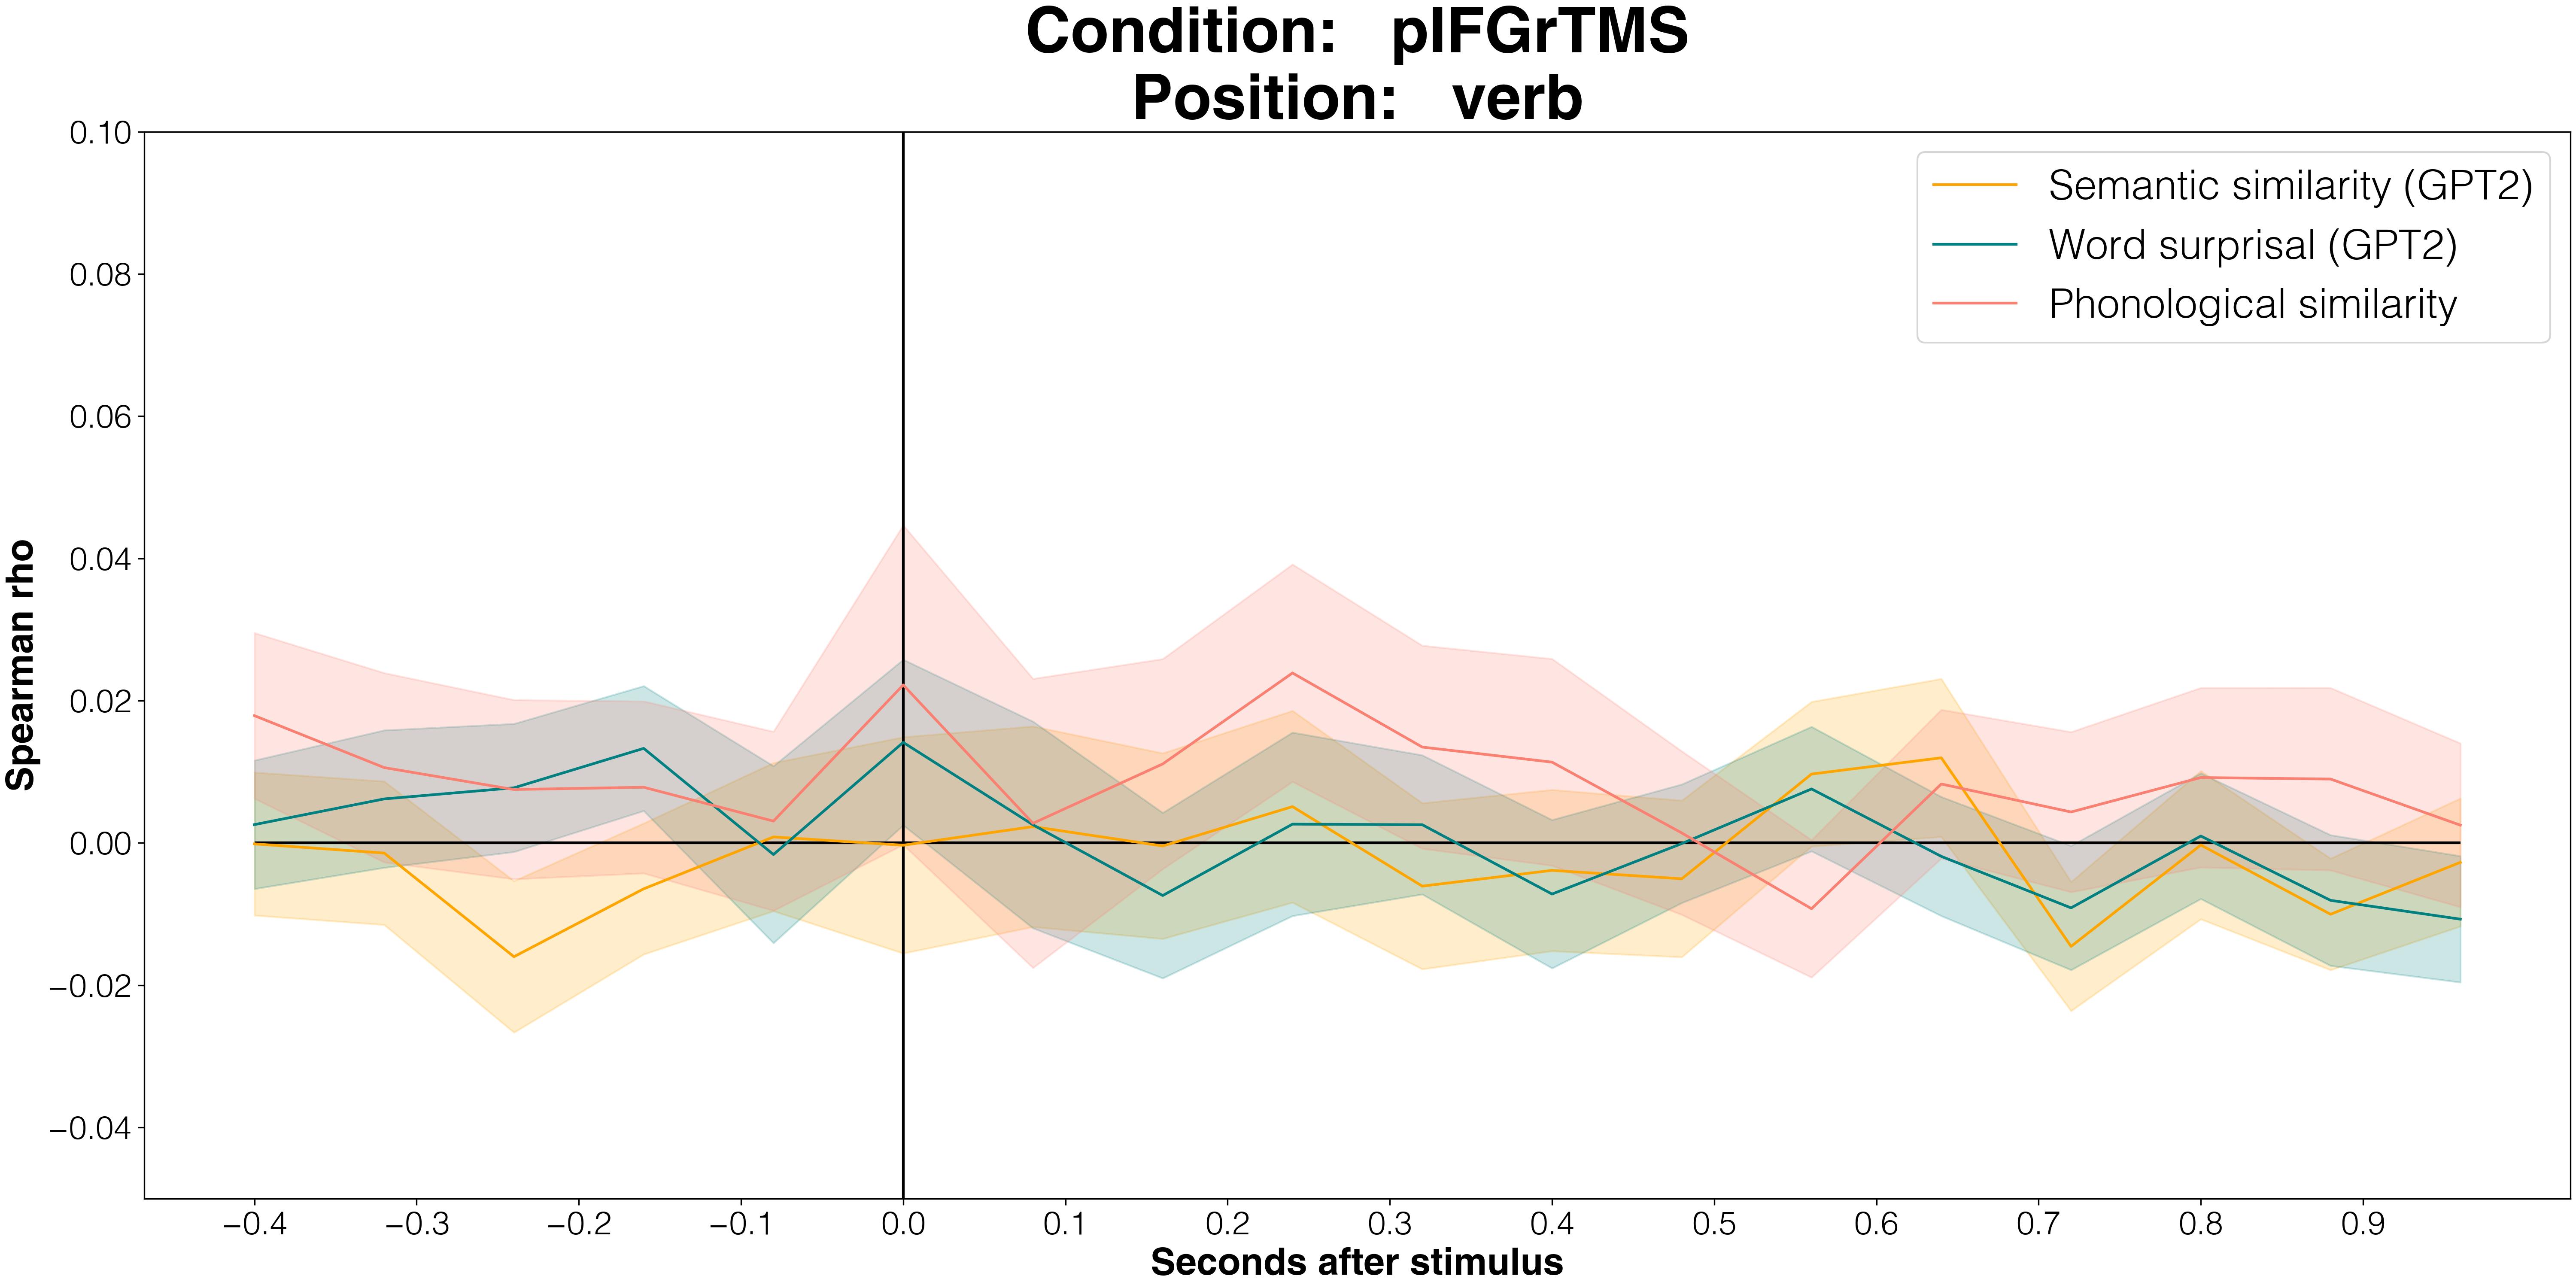 Condition: pIFGrTMS
Position: verb
0.10
0.08
0.06
0.04
0.02
0.00
−0.02
−0.04
Spearman rho
Semantic similarity (GPT2)
Word surprisal (GPT2)
Phonological similarity
−0.4 −0.3 −0.2 −0.1 0.0 0.1 0.2 0.3 0.4 0.5 0.6 0.7 0.8 0.9
Seconds after stimulus